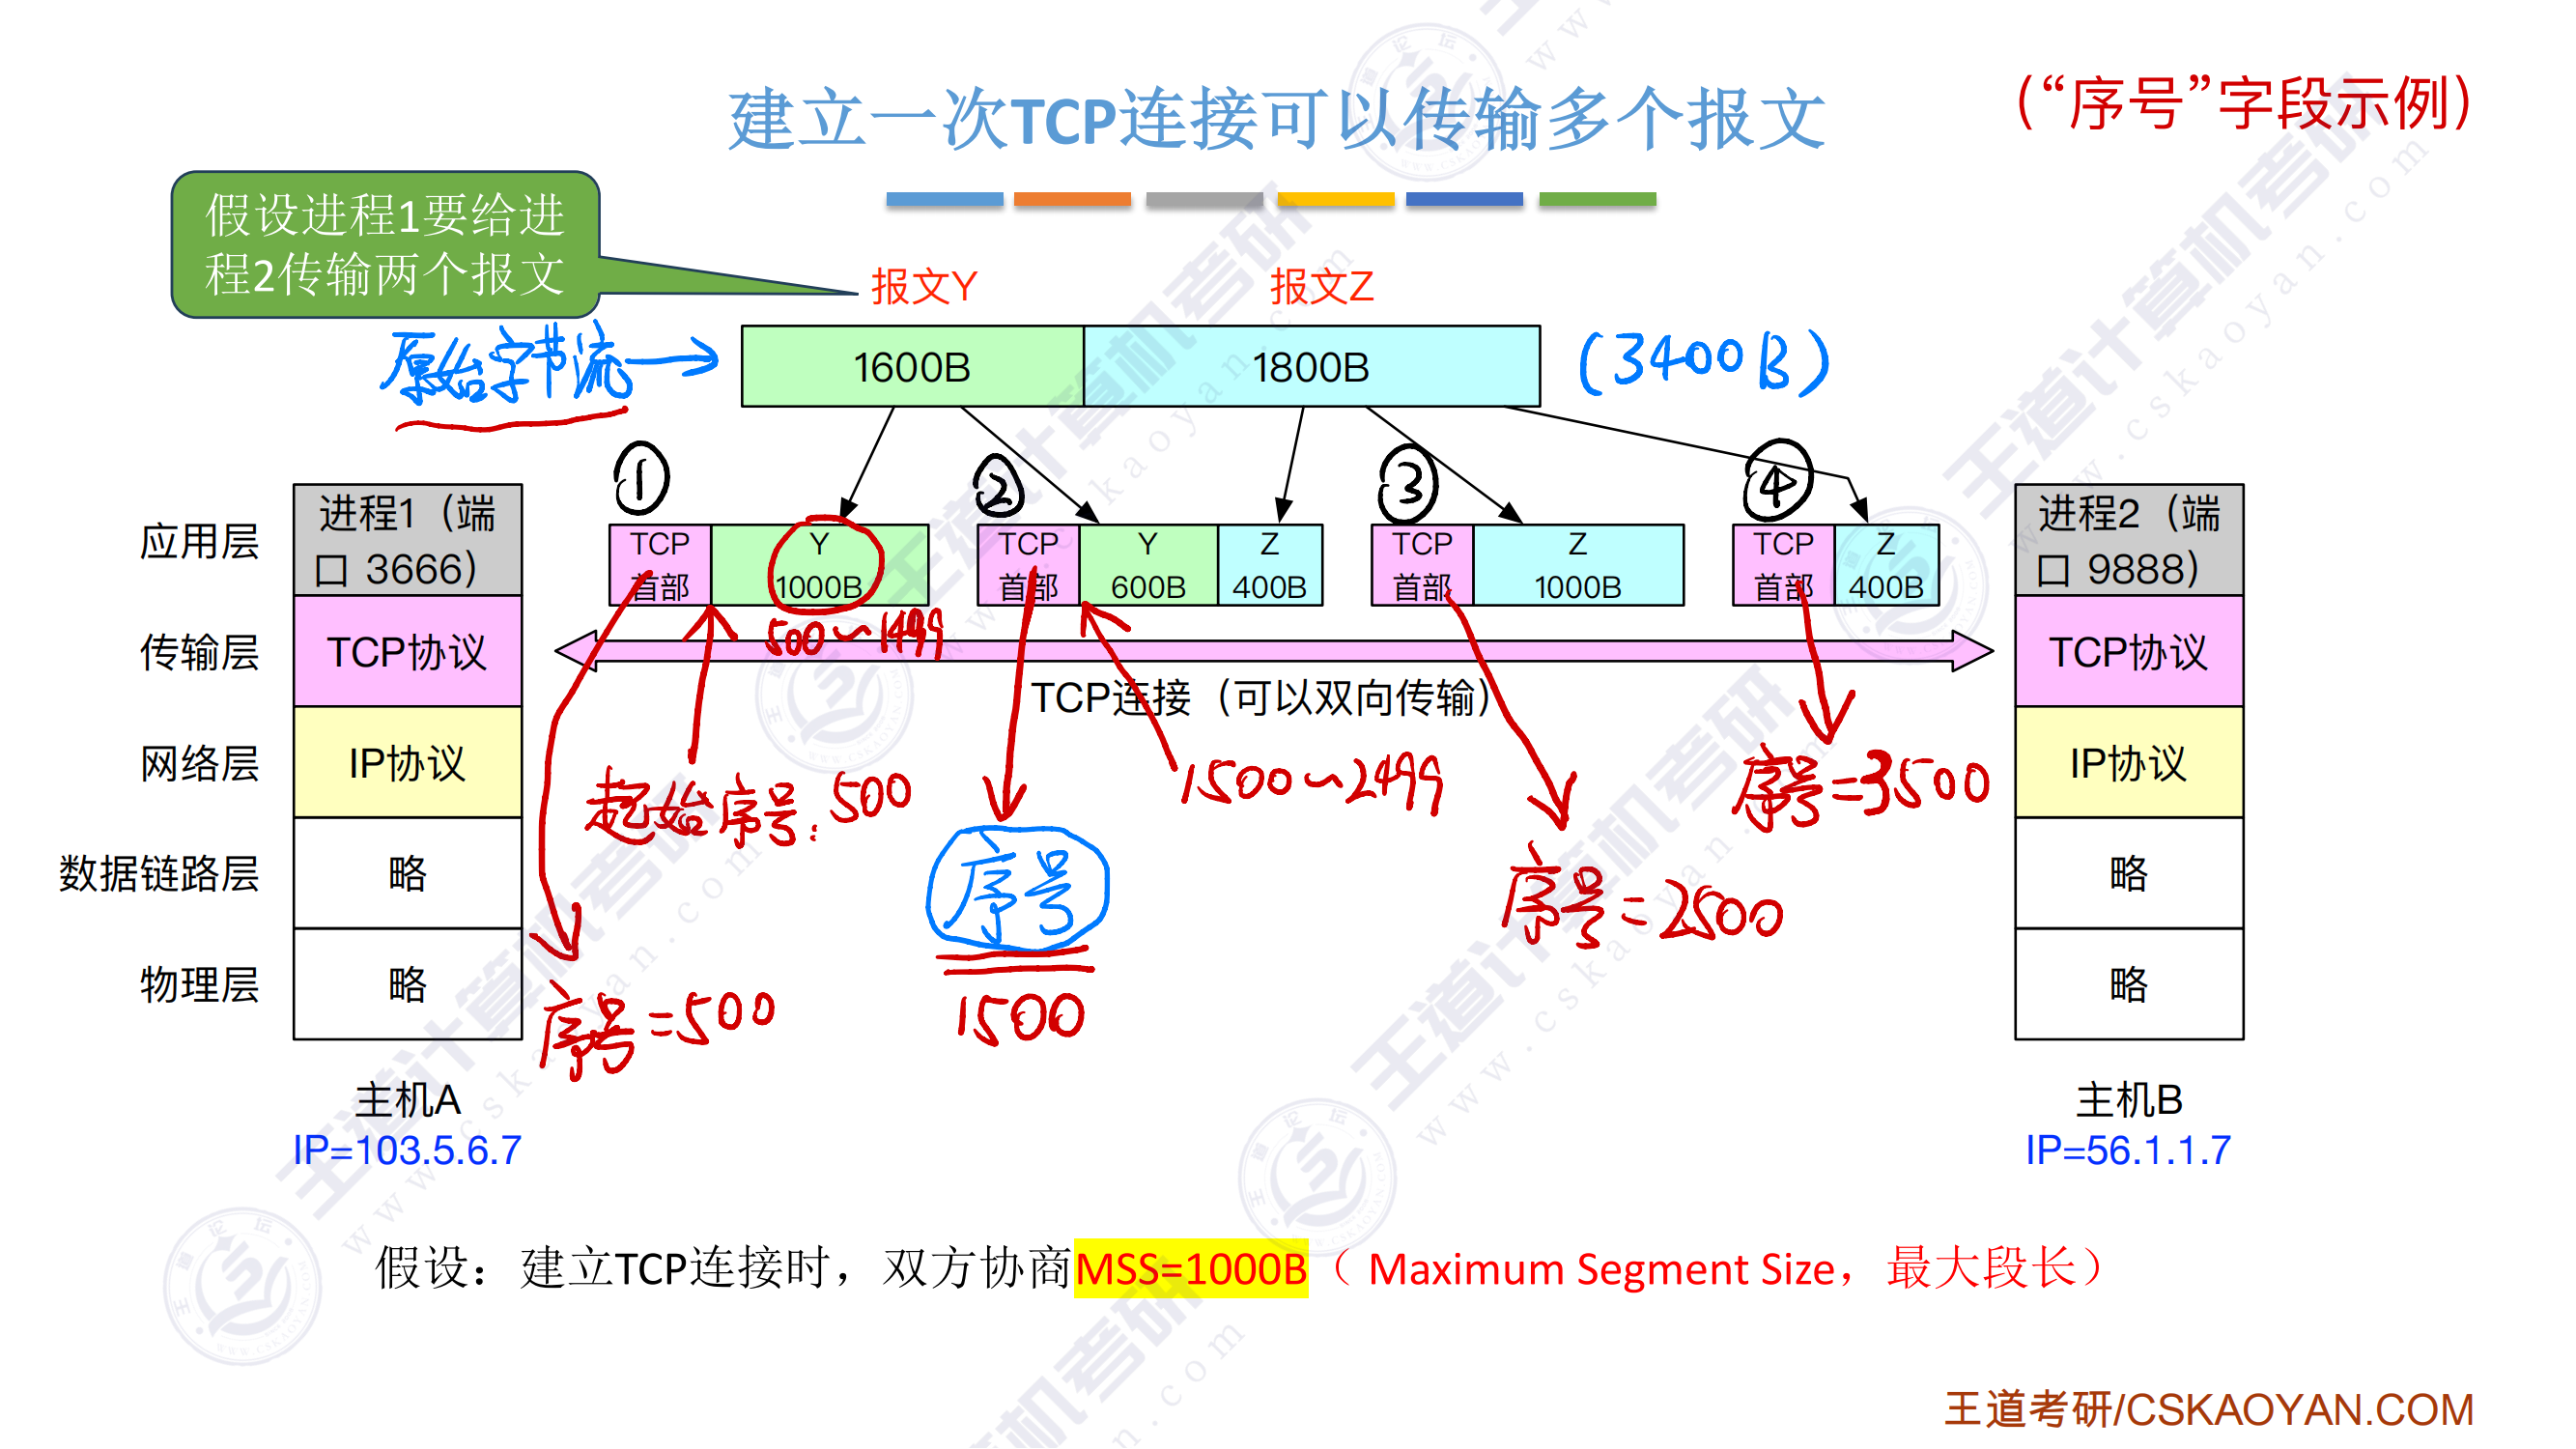 建立一次TCP连接可以传输多个报文
(“序号”字段示例)
假设进程1要给进
程2传输两个报文
报文Y
报文Z
原始字节流
1600B
1800B
(3400B)
①
②
③
④
应用层
进程1（端
口 3666）
TCP
首部
Y
1000B
TCP
首部
Y
600B
Z
400B
TCP
首部
Z
1000B
TCP
首部
Z
400B
进程2（端
口 9888）
500~1499
传输层
TCP协议
TCP连接（可以双向传输）
TCP协议
网络层
IP协议
起始序号：500
1500~2499
序号=3500
IP协议
数据链路层
略
序号
1500
序号=2500
略
物理层
略
序号=500
略
主机A
IP=103.5.6.7
主机B
IP=56.1.1.7
假设：建立TCP连接时，双方协商MSS=1000B（ Maximum Segment Size，最大段长）
王道考研/CSKAOYAN.COM
王道计算机考研
www.cskaoyan.com